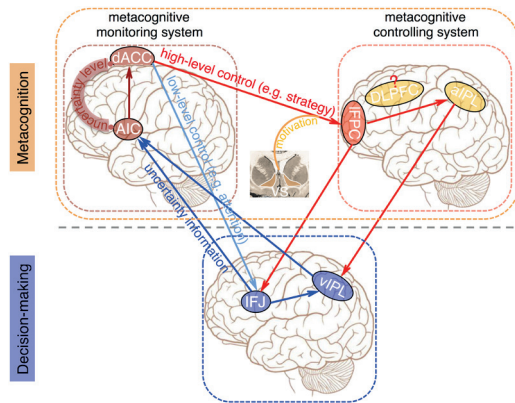 metacognitive
monitoring system
metacognitive
controlling system
Metacognition
dACC
uncertainty level
AIC
high-level control (e.g. strategy)
low-level control (e.g. attention)
motivation
?
DLPFC
aIPL
VS
uncertainty information
Decision-making
IFJ
vIPL